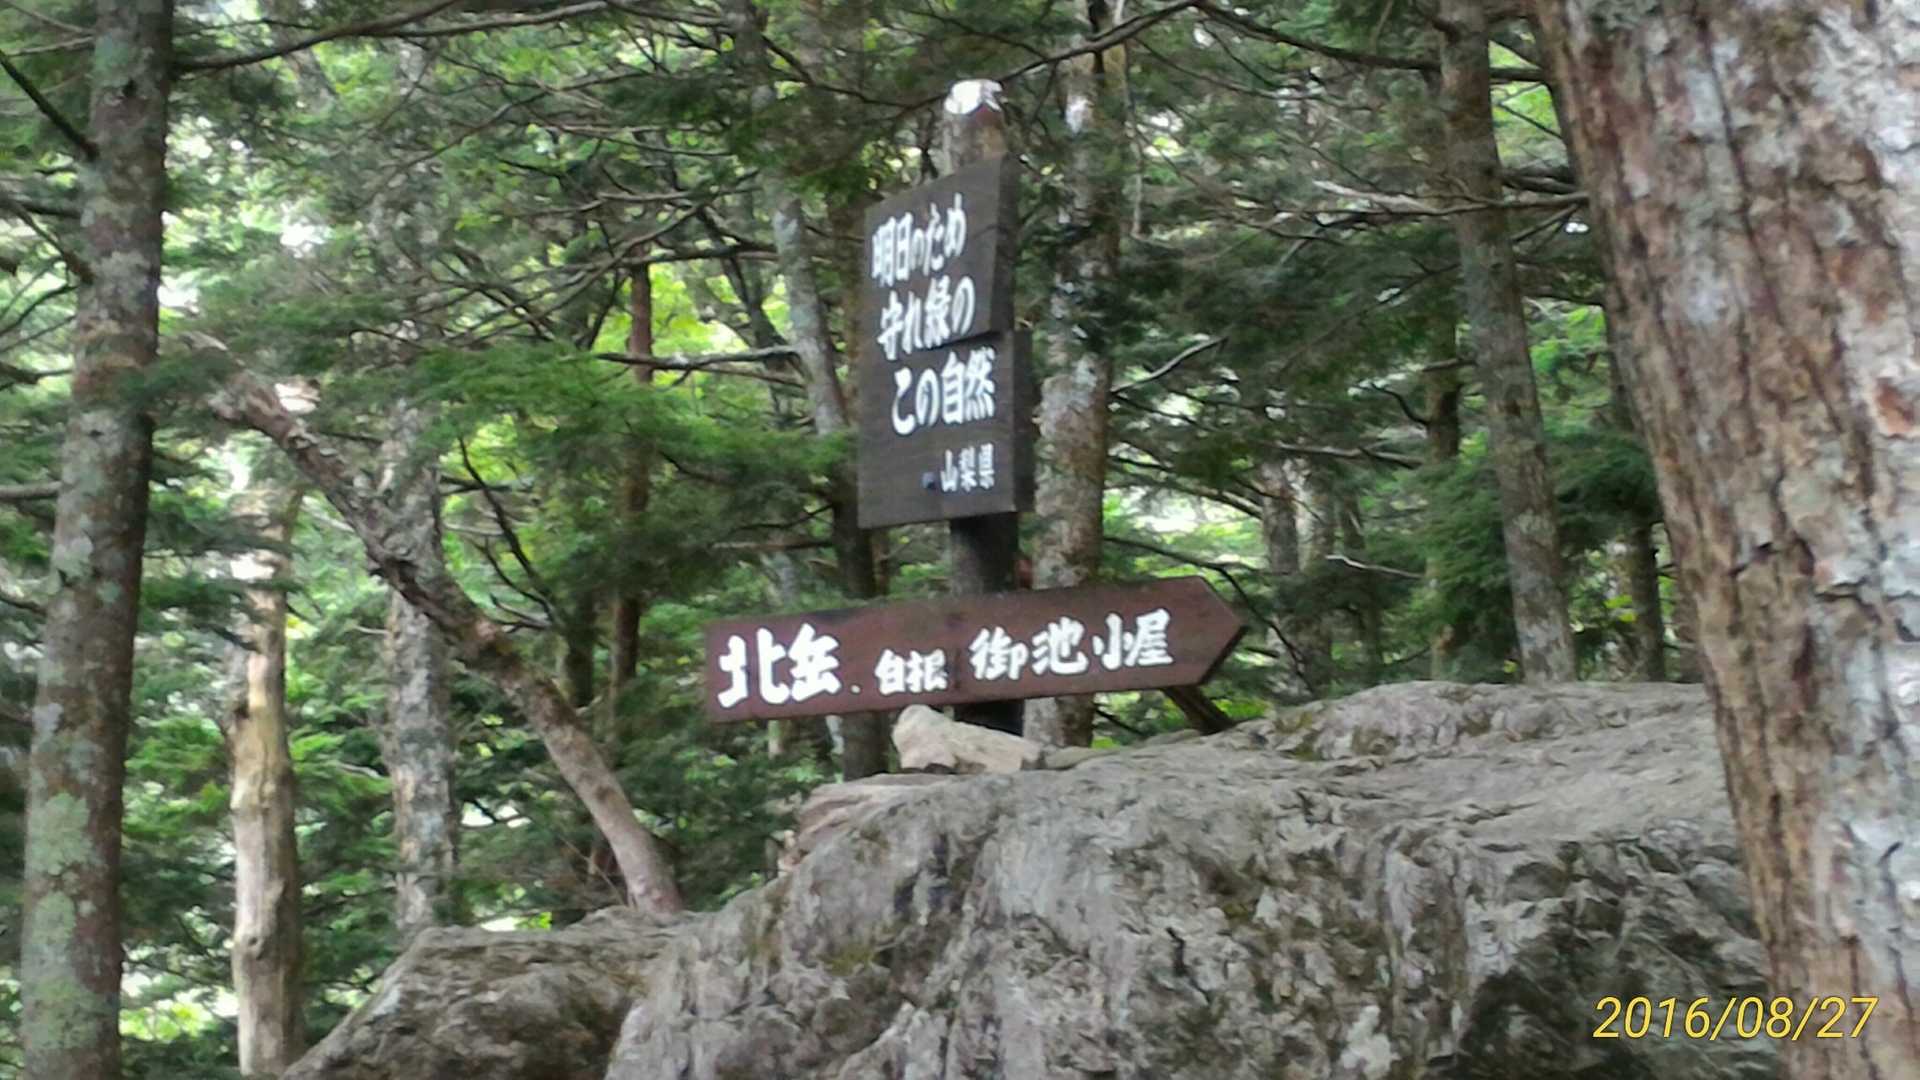 明日のため
守れ緑の
この自然
山梨県
北岳.白根御池小屋
2016/08/27